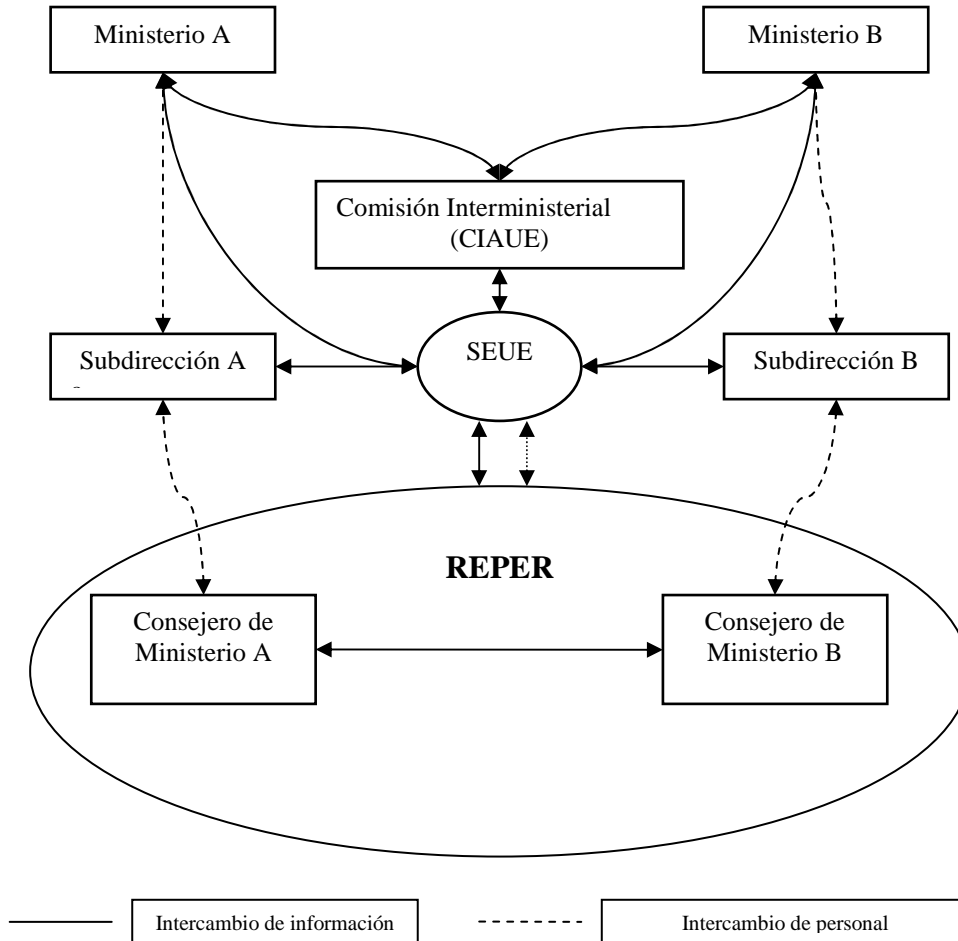 Ministerio A
Ministerio B
Comisión Interministerial
(CIAUE)
SEUE
Subdirección A
Subdirección B
REPER
Consejero de
Ministerio A
Consejero de
Ministerio B
Intercambio de información
Intercambio de personal